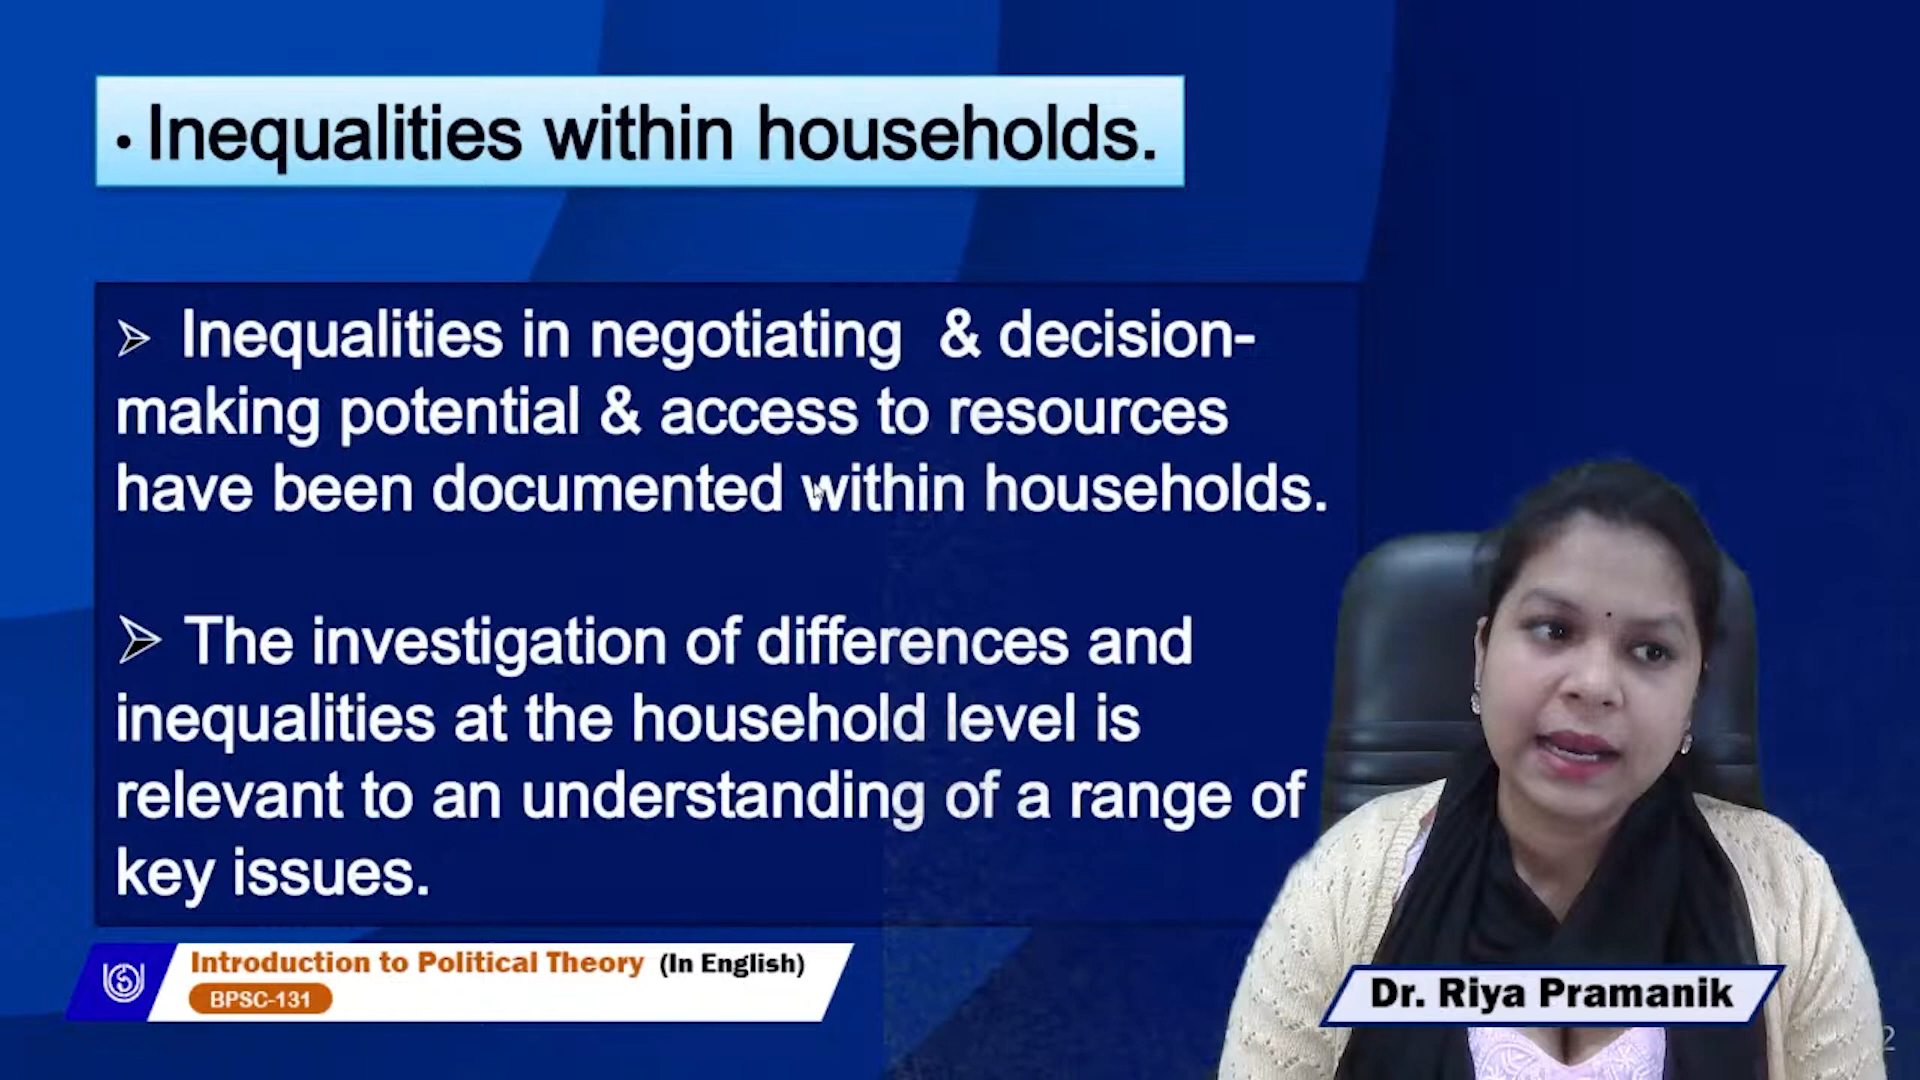 • Inequalities within households.
➢ Inequalities in negotiating & decision-
making potential & access to resources
have been documented within households.
➢ The investigation of differences and
inequalities at the household level is
relevant to an understanding of a range of
key issues.
Introduction to Political Theory (In English)
BPSC-131
Dr. Riya Pramanik
2